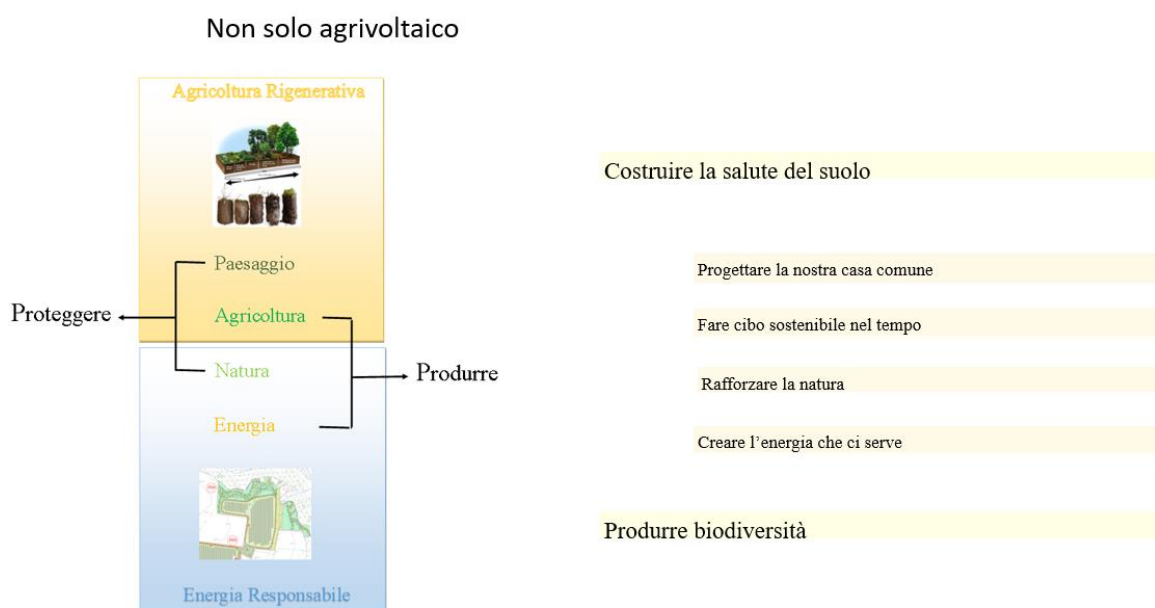 Non solo agrivoltaico
Agricoltura Rigenerativa
Costruire la salute del suolo
Paesaggio
Progettare la nostra casa comune
Proteggere
Agricoltura
Fare cibo sostenibile nel tempo
Natura
Produrre
Rafforzare la natura
Energia
Creare l’energia che ci serve
Produrre biodiversità
Energia Responsabile